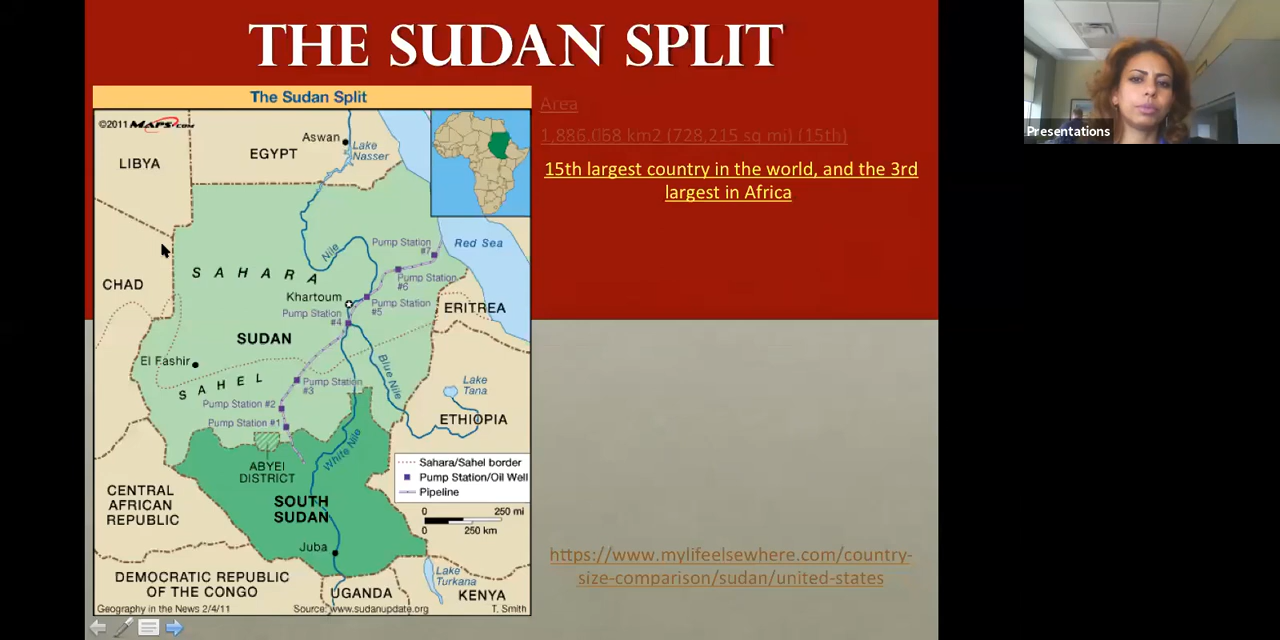 THE SUDAN SPLIT
The Sudan Split
©2011 MAPS.COM
Aswan
Lake
Nasser
LIBYA
EGYPT
Area
1,886,068 km2 (728,215 sq mi) (15th)
15th largest country in the world, and the 3rd
largest in Africa
Presentations
Nile
Pump Station
#7
Red Sea
SAHARA
Pump Station
#6
CHAD
Khartoum
Pump Station
#5
ERITREA
Pump Station
#4
SUDAN
El Fashir
Blue Nile
SAHEL
Pump Station
#3
Lake
Tana
Pump Station #2
ETHIOPIA
Pump Station #1
White Nile
ABYEI
DISTRICT
Sahara/Sahel border
Pump Station/Oil Well
Pipeline
CENTRAL
AFRICAN
REPUBLIC
SOUTH
SUDAN
0 250 mi
0 250 km
Juba
Lake
Turkana
DEMOCRATIC REPUBLIC
OF THE CONGO
UGANDA
KENYA
Geography in the News 2/4/11
Source: www.sudanupdate.org
T. Smith
https://www.mylifeelsewhere.com/country-
size-comparison/sudan/united-states